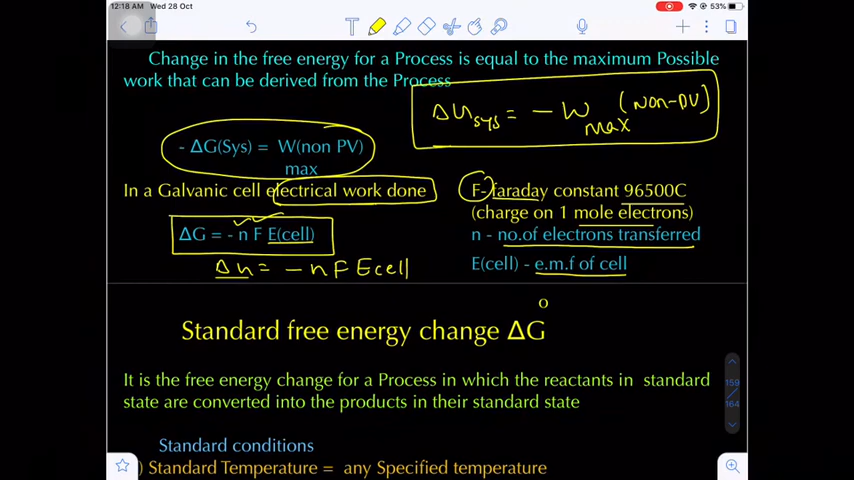 12:18 AM Wed 28 Oct
53%
Change in the free energy for a Process is equal to the maximum Possible
work that can be derived from the Process
ΔG sys = - W max (Non-PV)
- ΔG(Sys) = W(non PV)
max
In a Galvanic cell electrical work done
F- faraday constant 96500C
(charge on 1 mole electrons)
ΔG = - n F E(cell)
n - no.of electrons transferred
ΔG = - n F Ecell
E(cell) - e.m.f of cell
o
Standard free energy change ΔG
It is the free energy change for a Process in which the reactants in standard
state are converted into the products in their standard state
159
/
164
Standard conditions
) Standard Temperature = any Specified temperature